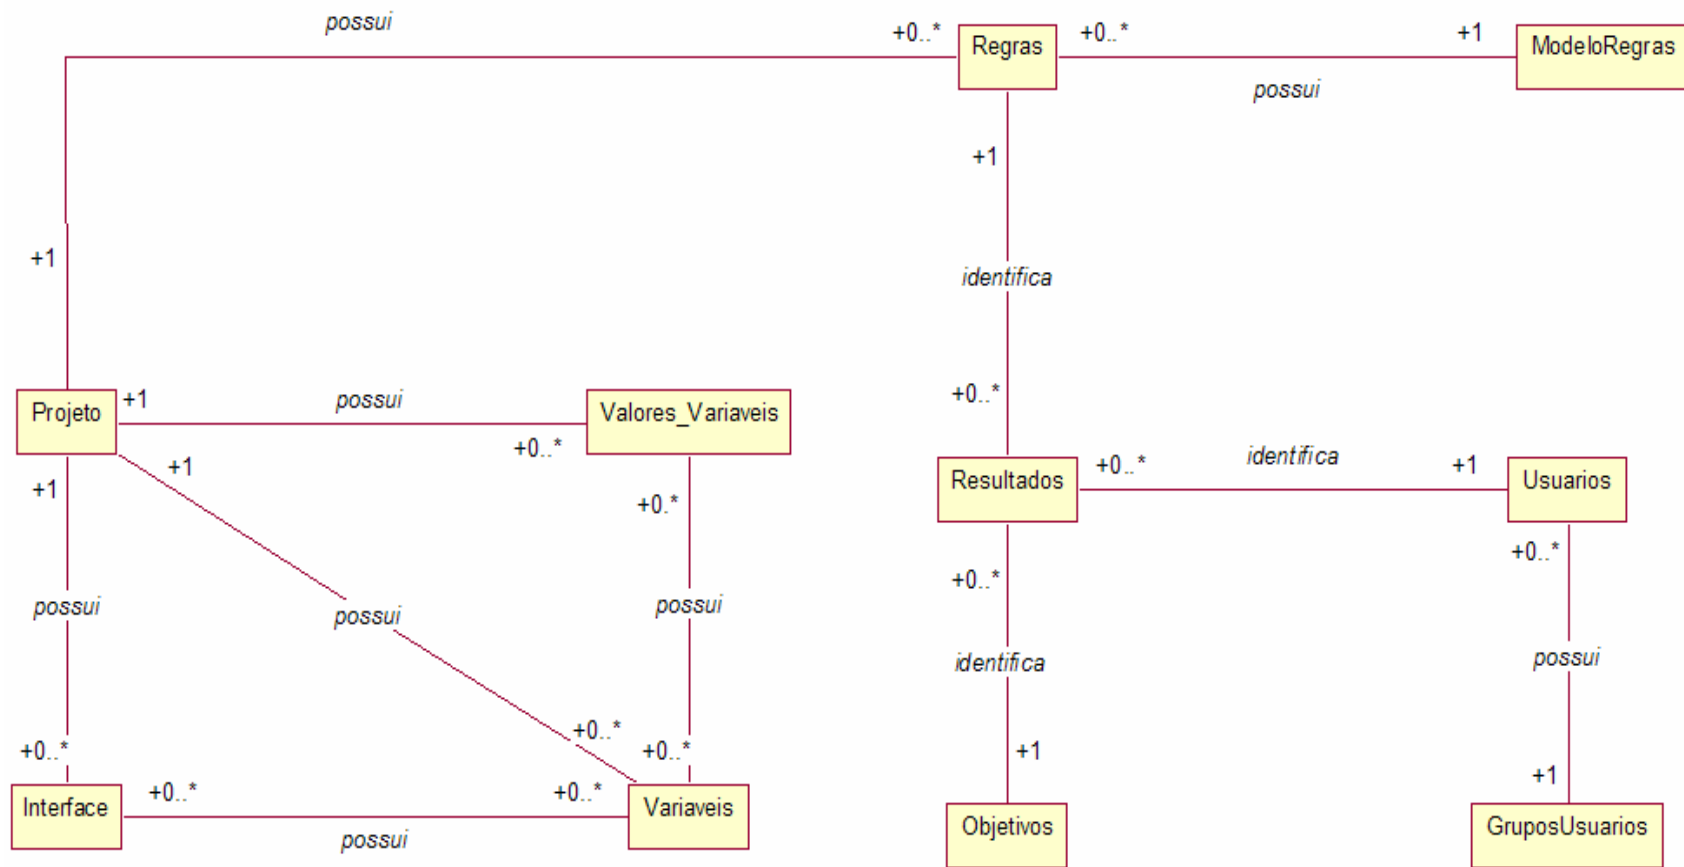 possui
+0..*
Regras
+0..*
+1
ModeloRegras
possui
+1
+1
identifica
+0..*
Projeto
+1
possui
Valores_Variaveis
+0..*
+1
+1
+0.*
Resultados
+0..*
identifica
+1
Usuarios
+0..*
+0..*
possui
possui
possui
identifica
possui
+0..*
+0..*
+0..*
+1
+1
Interface
+0..*
+0..*
Variaveis
possui
Objetivos
GruposUsuarios